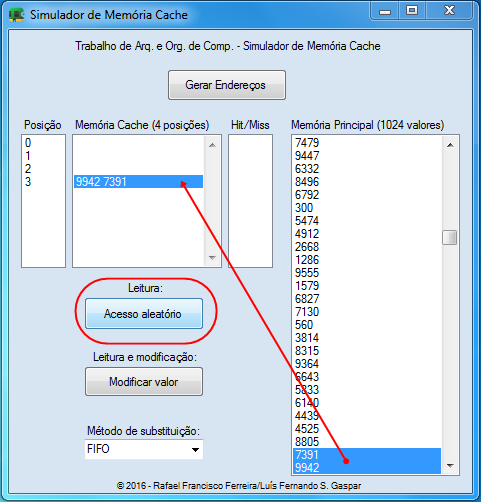 Simulador de Memória Cache
Trabalho de Arq. e Org. de Comp. - Simulador de Memória Cache
Gerar Endereços
Posição
Memória Cache (4 posições)
Hit/Miss
Memória Principal (1024 valores)
0
1
2
3
9942 7391
7479
9447
6332
8496
6792
300
5474
4912
2668
1286
9555
1579
6827
7130
560
3814
8315
9364
6643
5833
6140
4439
4525
8805
7391
9942
Leitura:
Acesso aleatório
Leitura e modificação:
Modificar valor
Método de substituição:
FIFO
© 2016 - Rafael Francisco Ferreira/Luís Fernando S. Gaspar